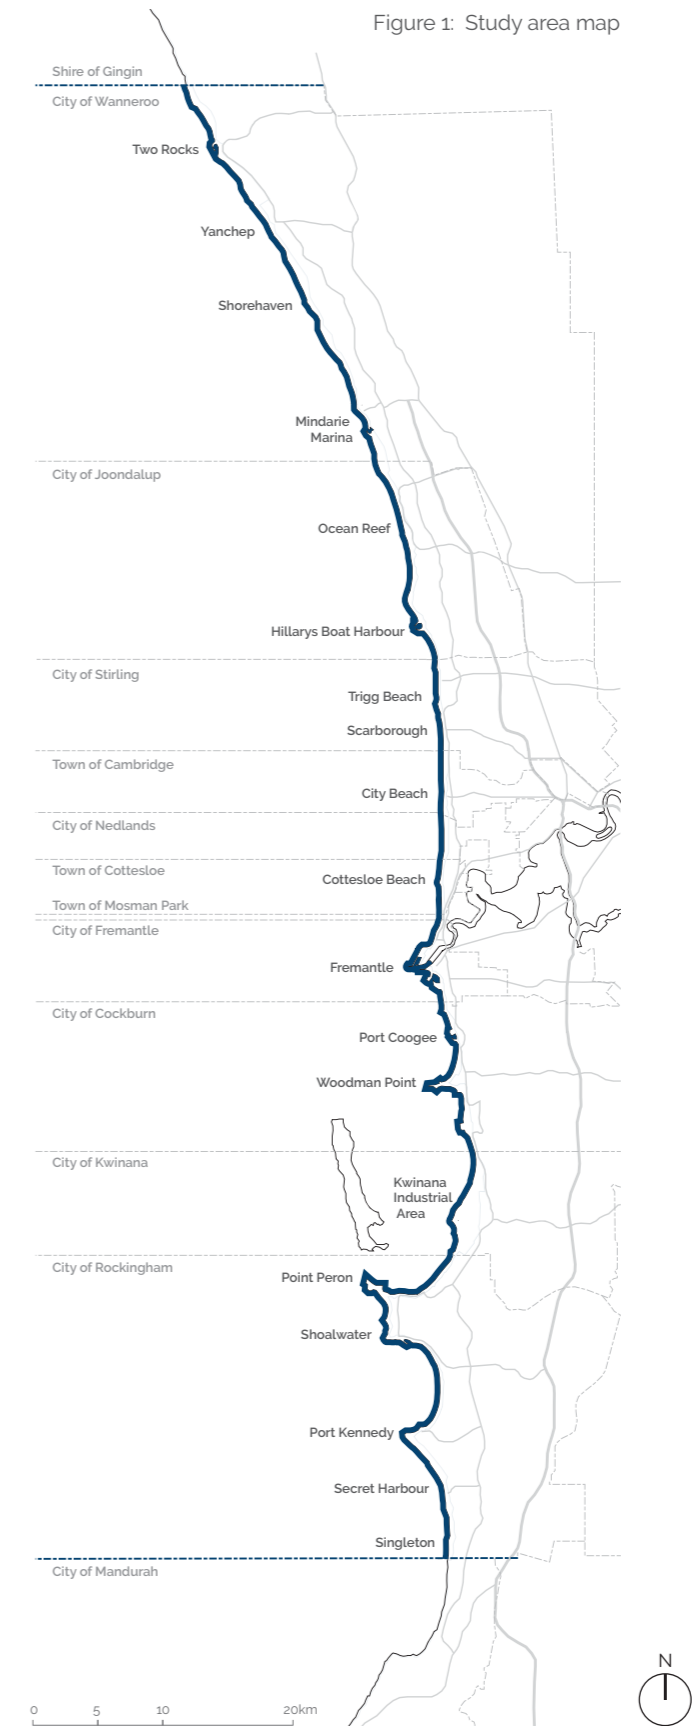 Figure 1: Study area map
Shire of Gingin
City of Wanneroo
Two Rocks
Yanchep
Shorehaven
Mindarie
Marina
City of Joondalup
Ocean Reef
Hillarys Boat Harbour
City of Stirling
Trigg Beach
Scarborough
Town of Cambridge
City Beach
City of Nedlands
Town of Cottesloe
Cottesloe Beach
Town of Mosman Park
City of Fremantle
Fremantle
City of Cockburn
Port Coogee
Woodman Point
City of Kwinana
Kwinana
Industrial
Area
City of Rockingham
Point Peron
Shoalwater
Port Kennedy
Secret Harbour
Singleton
City of Mandurah
N
0 5 10 20km